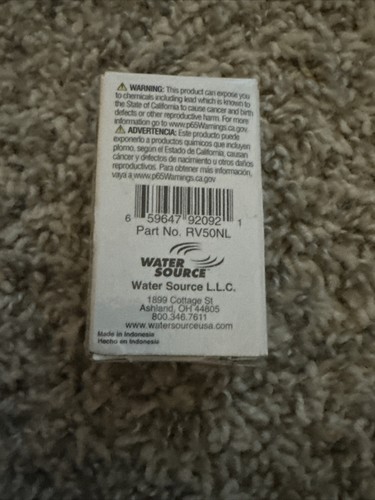 ⚠ WARNING: This product can expose you
to chemicals including lead which is known to
the State of California to cause cancer and birth
defects or other reproductive harm. For more
information go to www.p65Warnings.ca.gov
⚠ ADVERTENCIA: Este producto puede
exponerlo a productos quimicos que incluyen
plomo, según el Estado de California, causan
cáncer y defectos de nacimiento u otros daños
reproductivos. Para obtener más información,
vaya a www.p65Warnings.ca.gov
6 59647 92092 1
Part No. RV50NL
WATER
SOURCE
Water Source L.L.C.
1899 Cottage St
Ashland, OH 44805
800.346.7611
www.watersourceusa.com
Made in Indonesia
Hecho en Indonesia